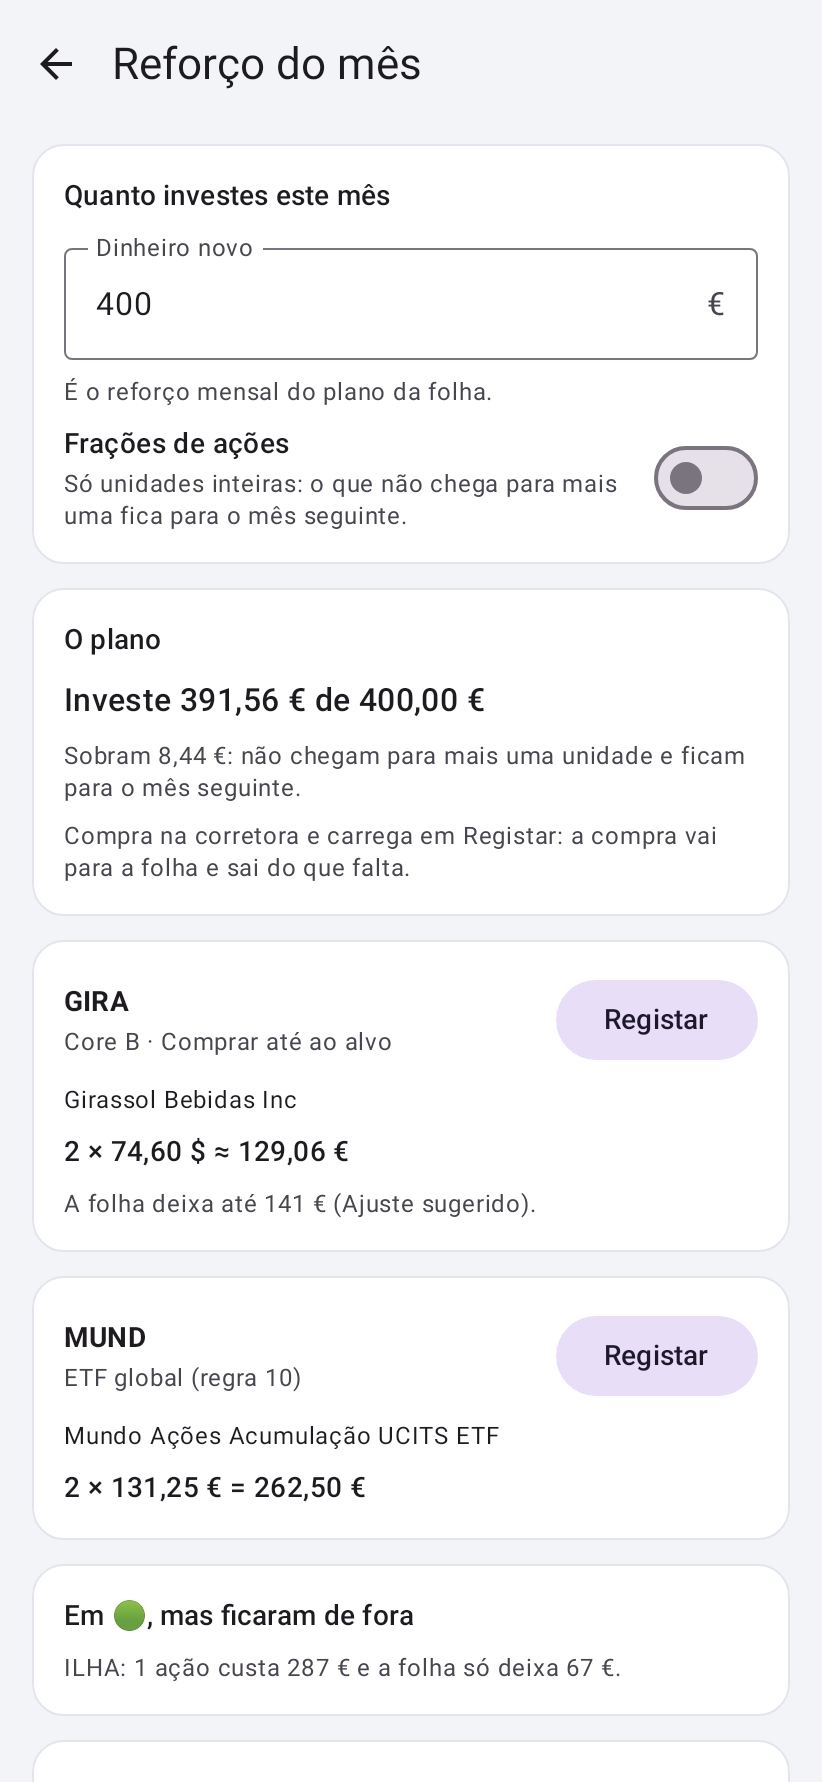 Reforço do mês
Quanto investes este mês
Dinheiro novo
400 €
É o reforço mensal do plano da folha.
Frações de ações
Só unidades inteiras: o que não chega para mais
uma fica para o mês seguinte.
O plano
Investe 391,56 € de 400,00 €
Sobram 8,44 €: não chegam para mais uma unidade e ficam
para o mês seguinte.
Compra na corretora e carrega em Registar: a compra vai
para a folha e sai do que falta.
GIRA
Registar
Core B · Comprar até ao alvo
Girassol Bebidas Inc
2 × 74,60 $ ≈ 129,06 €
A folha deixa até 141 € (Ajuste sugerido).
MUND
Registar
ETF global (regra 10)
Mundo Ações Acumulação UCITS ETF
2 × 131,25 € = 262,50 €
Em 🟢, mas ficaram de fora
ILHA: 1 ação custa 287 € e a folha só deixa 67 €.